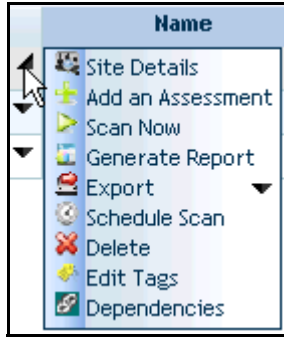 Name
Site Details
Add an Assessment
Scan Now
Generate Report
Export
Schedule Scan
Delete
Edit Tags
Dependencies